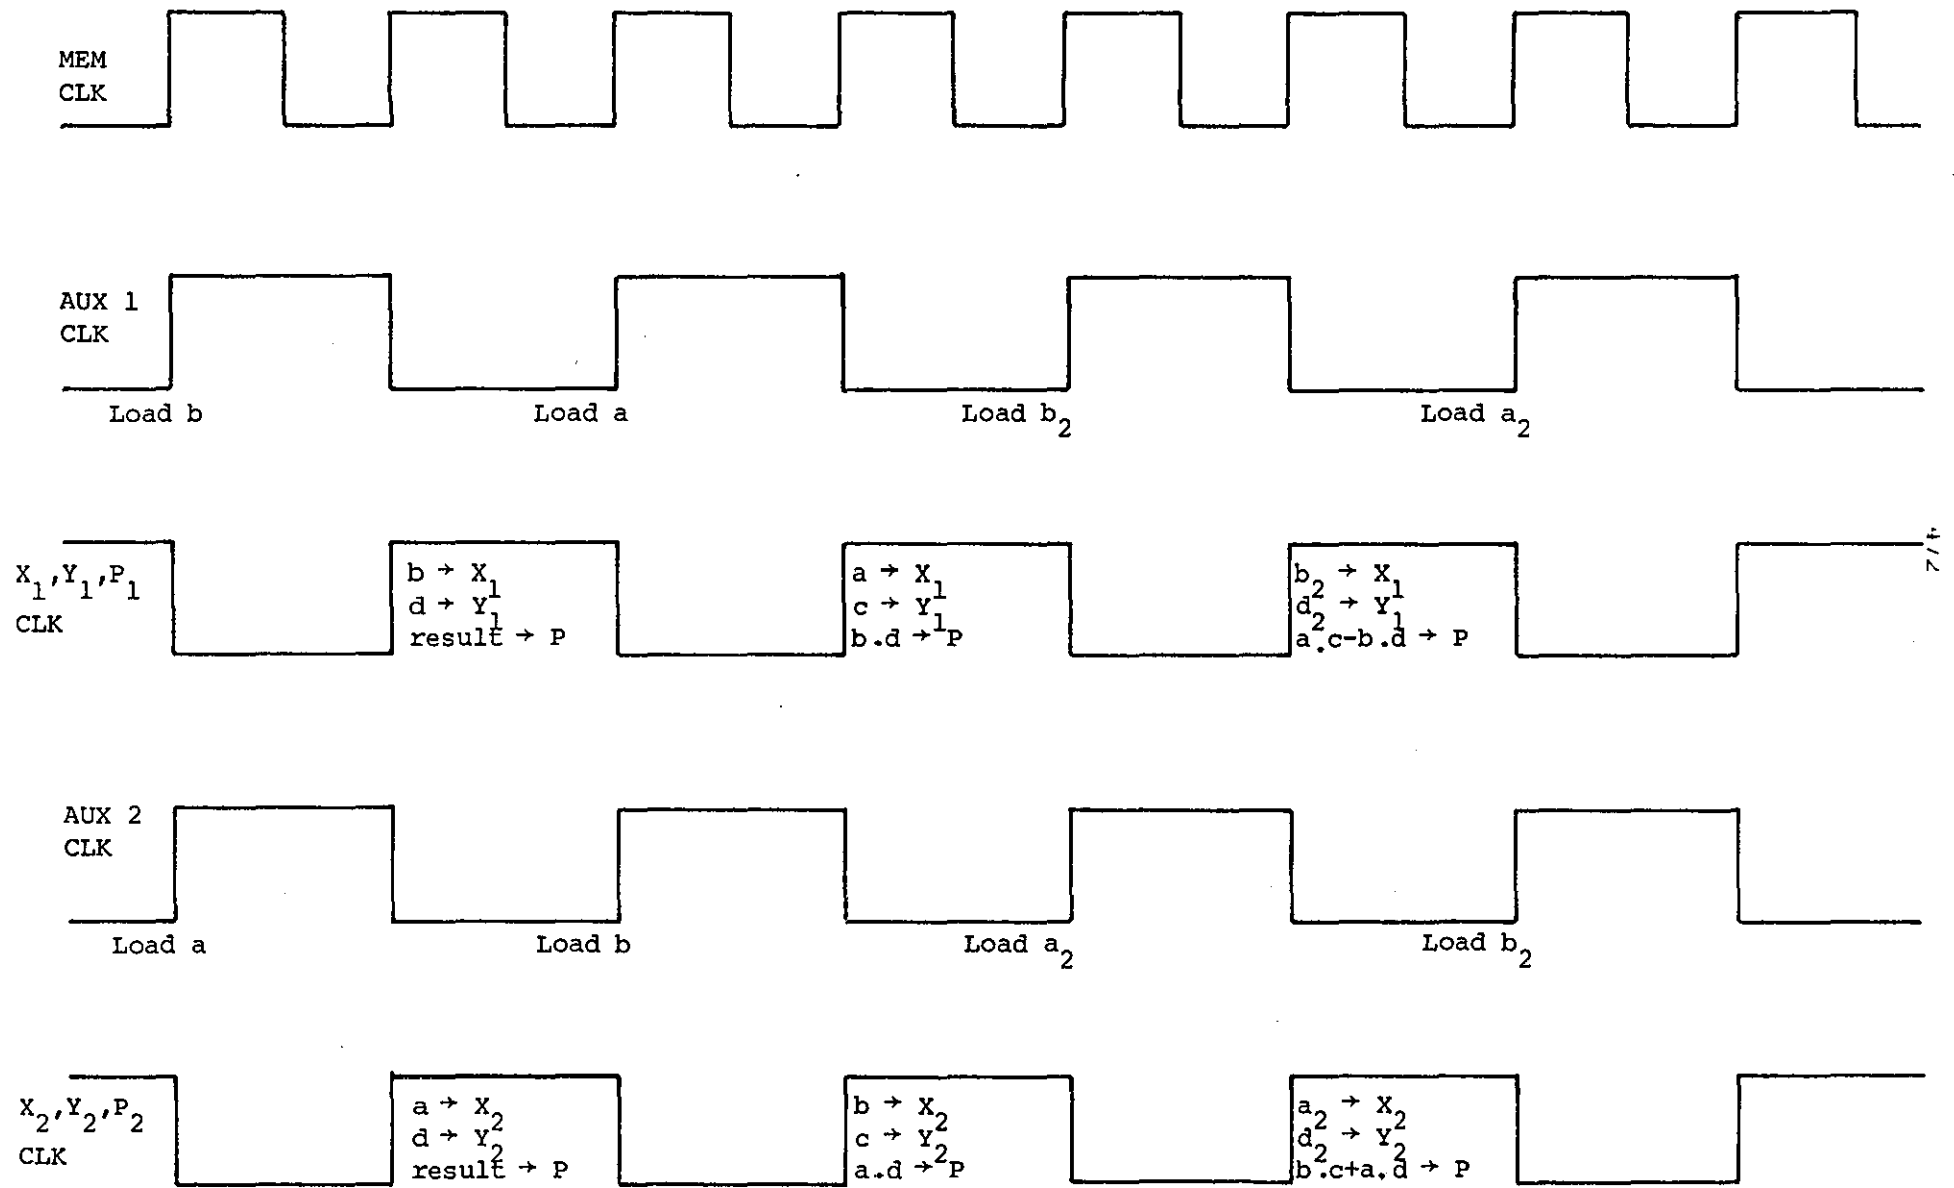 MEM
CLK
AUX 1
CLK
Load b
Load a
Load b₂
Load a₂
X₁,Y₁,P₁
CLK
b → X₁
d → Y₁
result → P
a → X₁
c → Y₁
b.d → P
b₂ → X₁
d₂ → Y₁
a.c-b.d → P
AUX 2
CLK
Load a
Load b
Load a₂
Load b₂
X₂,Y₂,P₂
CLK
a → X₂
d → Y₂
result → P
b → X₂
c → Y₂
a.d → P
a₂ → X₂
d₂ → Y₂
b.c+a.d → P